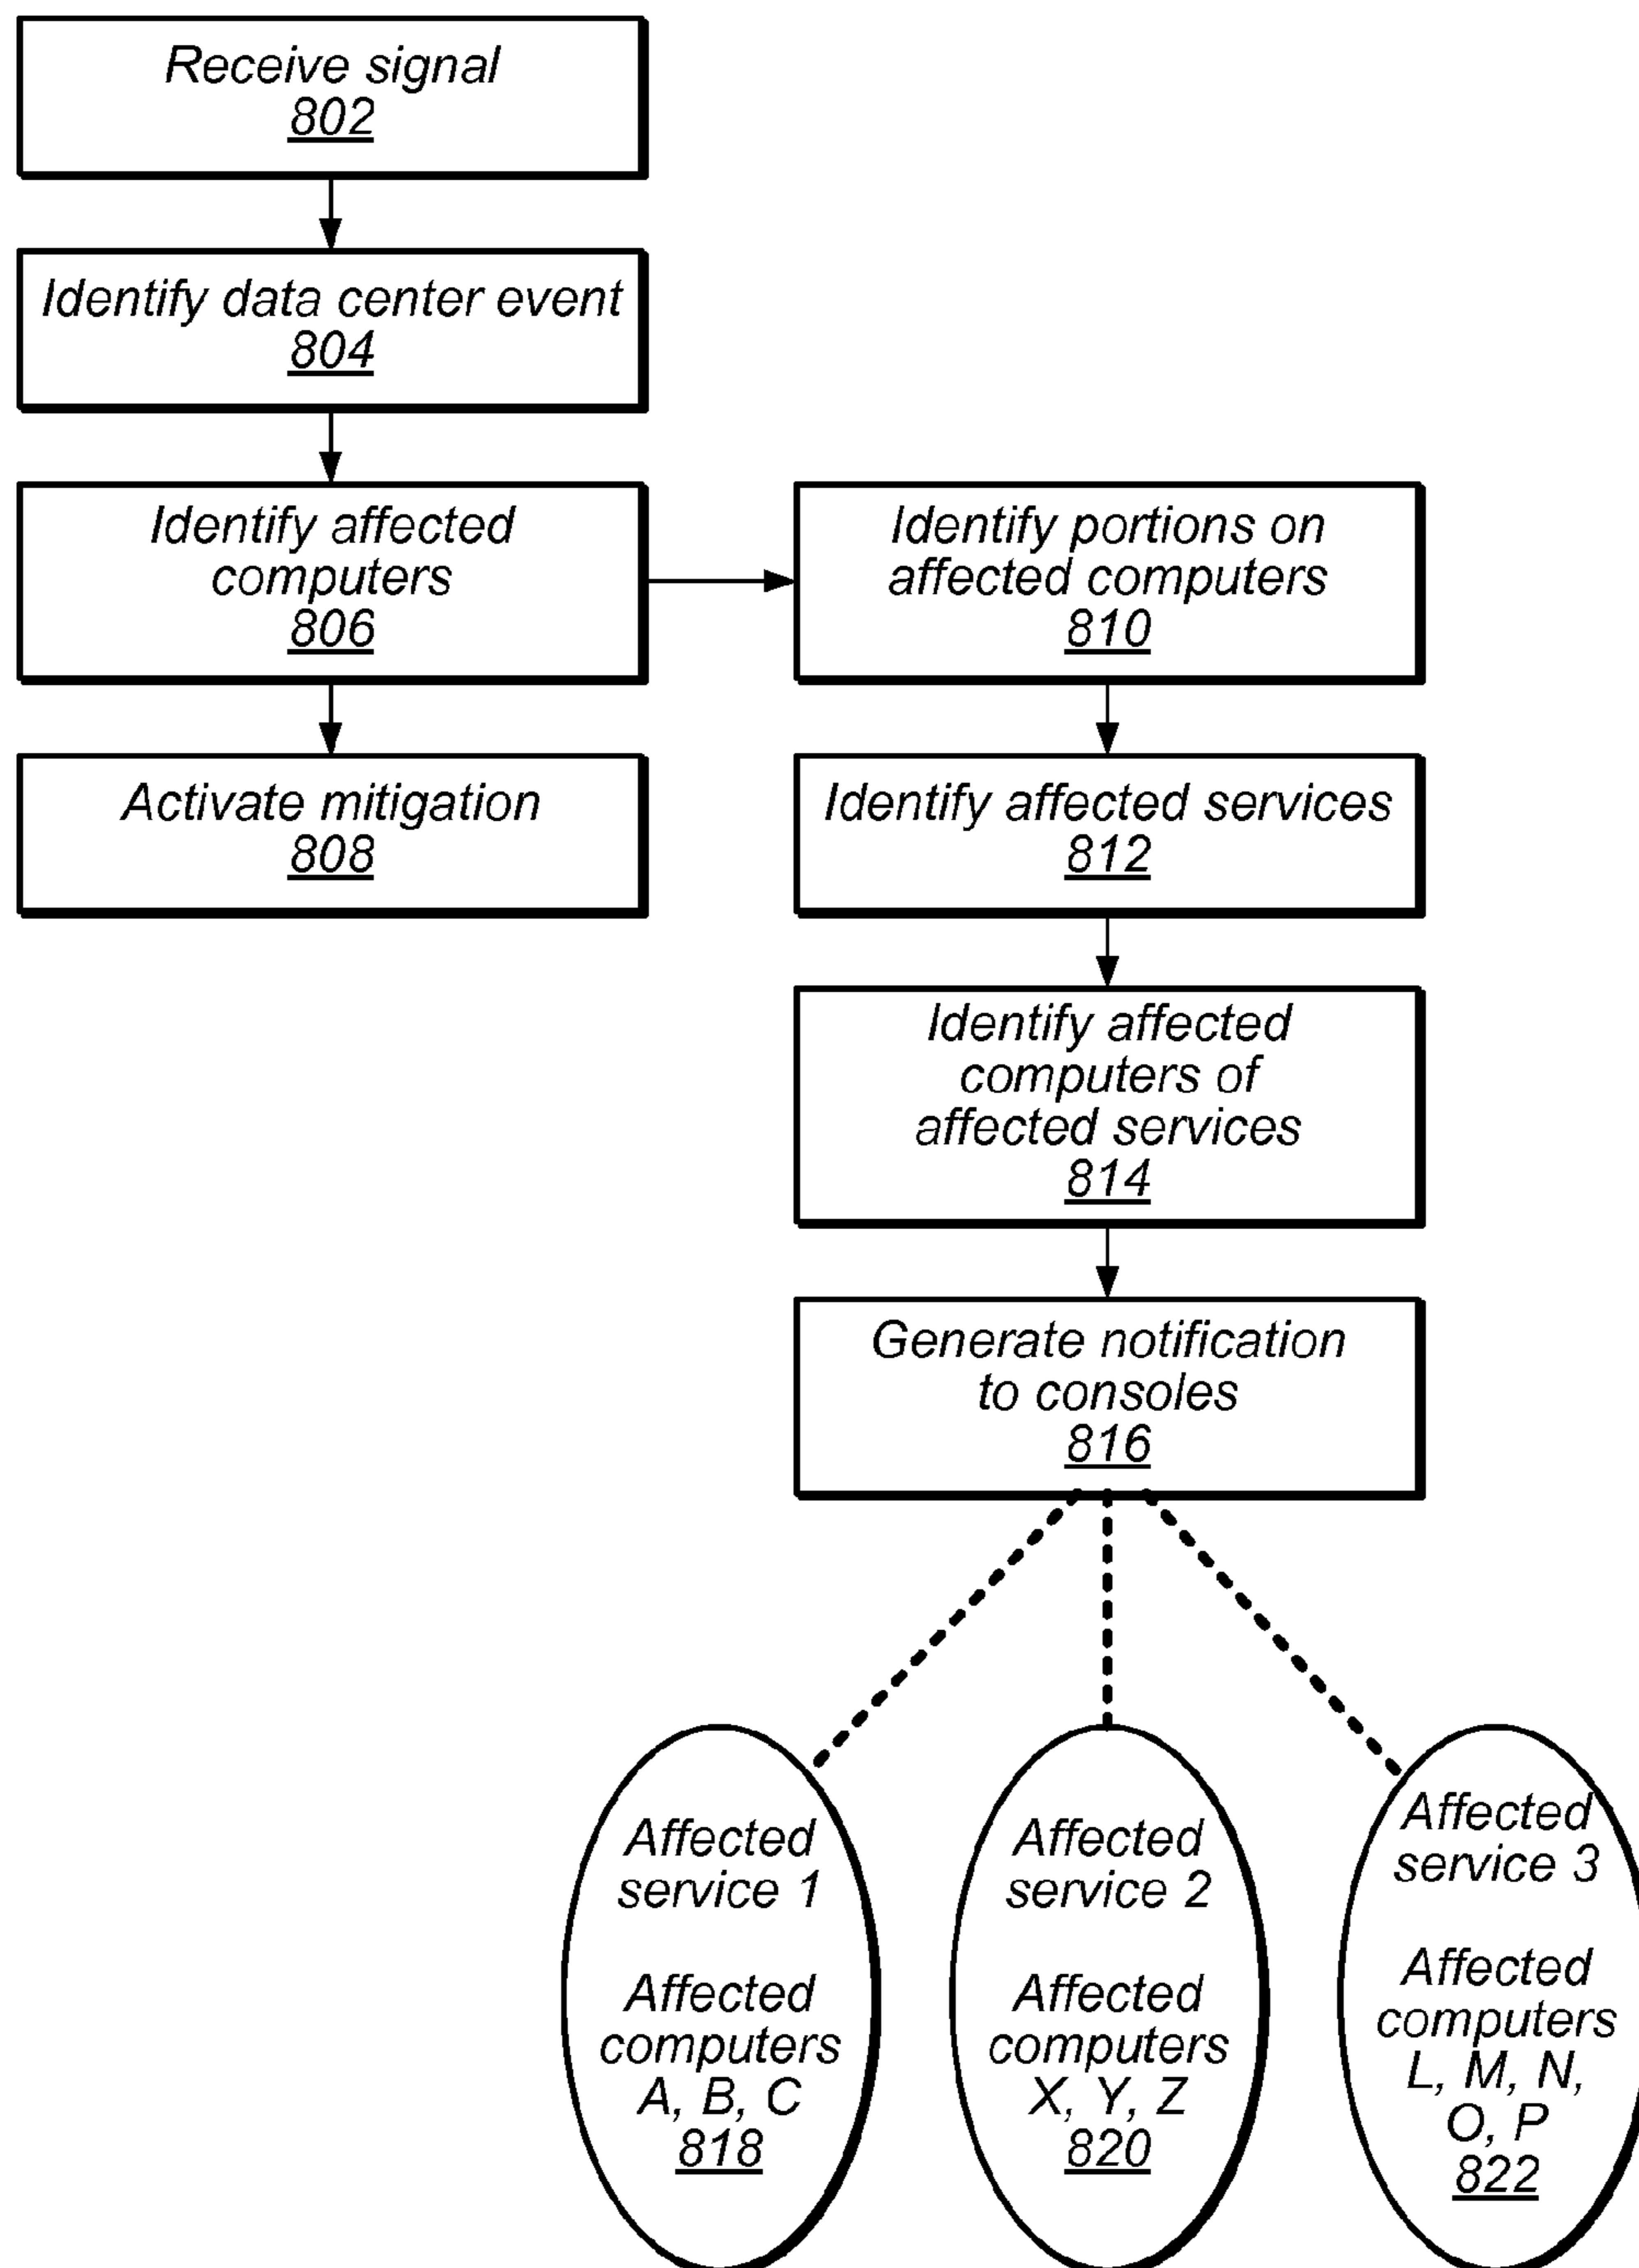 Receive signal
802
Identify data center event
804
Identify affected
computers
806
Identify portions on
affected computers
810
Activate mitigation
808
Identify affected services
812
Identify affected
computers of
affected services
814
Generate notification
to consoles
816
Affected
service 1
Affected
computers
A, B, C
818
Affected
service 2
Affected
computers
X, Y, Z
820
Affected
service 3
Affected
computers
L, M, N,
O, P
822